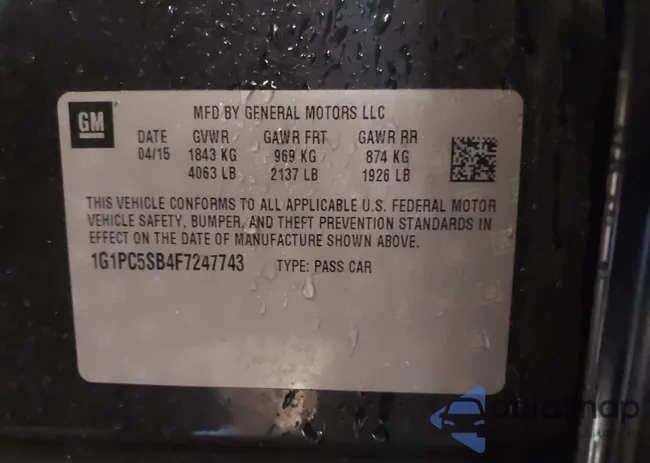 GM
MFD BY GENERAL MOTORS LLC
DATE GVWR GAWR FRT GAWR RR
04/15 1843 KG 969 KG 874 KG
4063 LB 2137 LB 1926 LB
THIS VEHICLE CONFORMS TO ALL APPLICABLE U.S. FEDERAL MOTOR
VEHICLE SAFETY, BUMPER, AND THEFT PREVENTION STANDARDS IN
EFFECT ON THE DATE OF MANUFACTURE SHOWN ABOVE.
1G1PC5SB4F7247743 TYPE: PASS CAR
autosnap